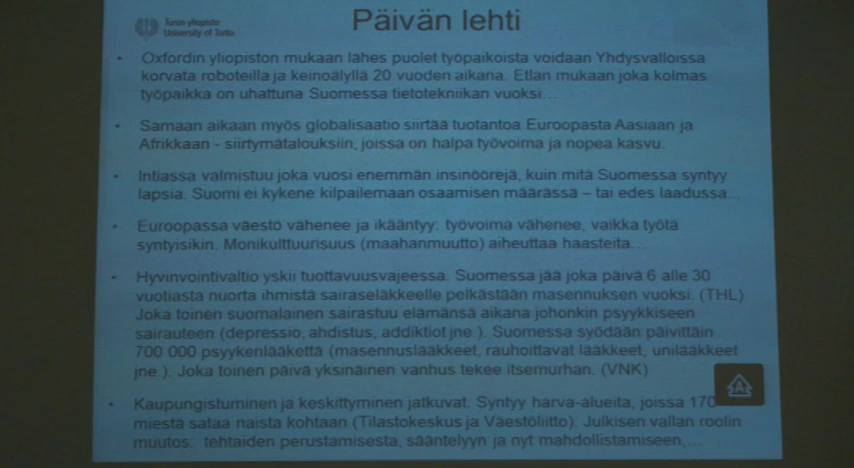 Turun yliopisto
University of Turku
Päivän lehti
• Oxfordin yliopiston mukaan lähes puolet työpaikoista voidaan Yhdysvalloissa
korvata roboteilla ja keinoälyllä 20 vuoden aikana. Etlan mukaan joka kolmas
työpaikka on uhattuna Suomessa tietotekniikan vuoksi…
• Samaan aikaan myös globalisaatio siirtää tuotantoa Euroopasta Aasiaan ja
Afrikkaan - siirtymätalouksiin, joissa on halpa työvoima ja nopea kasvu.
• Intiassa valmistuu joka vuosi enemmän insinöörejä, kuin mitä Suomessa syntyy
lapsia. Suomi ei kykene kilpailemaan osaamisen määrässä – tai edes laadussa...
• Euroopassa väestö vähenee ja ikääntyy: työvoima vähenee, vaikka työtä
syntyisikin. Monikulttuurisuus (maahanmuutto) aiheuttaa haasteita…
• Hyvinvointivaltio yskii tuottavuusvajeessa. Suomessa jää joka päivä 6 alle 30
vuotiasta nuorta ihmistä sairaseläkkeelle pelkästään masennuksen vuoksi. (THL)
Joka toinen suomalainen sairastuu elämänsä aikana johonkin psyykkiseen
sairauteen (depressio, ahdistus, addiktiot jne.). Suomessa syödään päivittäin
700 000 psyykenlääkettä (masennuslääkkeet, rauhoittavat lääkkeet, unilääkkeet
jne.). Joka toinen päivä yksinäinen vanhus tekee itsemurhan. (VNK)
• Kaupungistuminen ja keskittyminen jatkuvat. Syntyy harva-alueita, joissa 170
miestä sataa naista kohtaan (Tilastokeskus ja Väestöliitto). Julkisen vallan roolin
muutos: tehtaiden perustamisesta, sääntelyyn ja nyt mahdollistamiseen,…